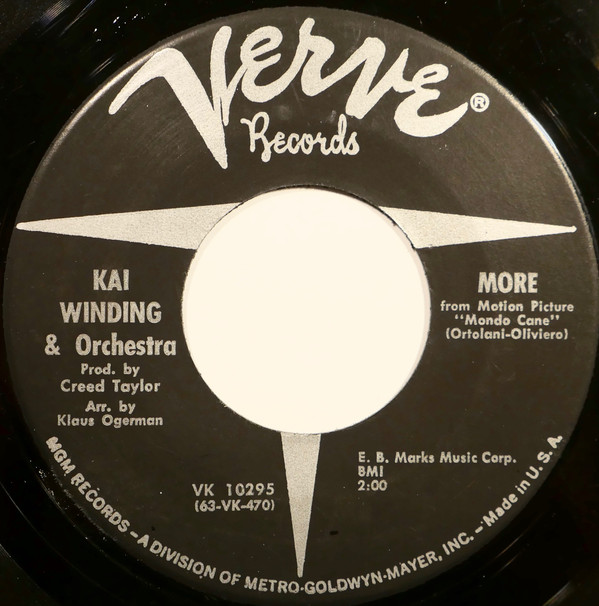 Verve®
Records
KAI
WINDING
& Orchestra
Prod. by
Creed Taylor
Arr. by
Klaus Ogerman
MORE
from Motion Picture
"Mondo Cane"
(Ortolani-Oliviero)
VK 10295
(63-VK-470)
E. B. Marks Music Corp.
BMI
2:00
MGM RECORDS – A DIVISION OF METRO-GOLDWYN-MAYER, INC. – Made in U. S. A.